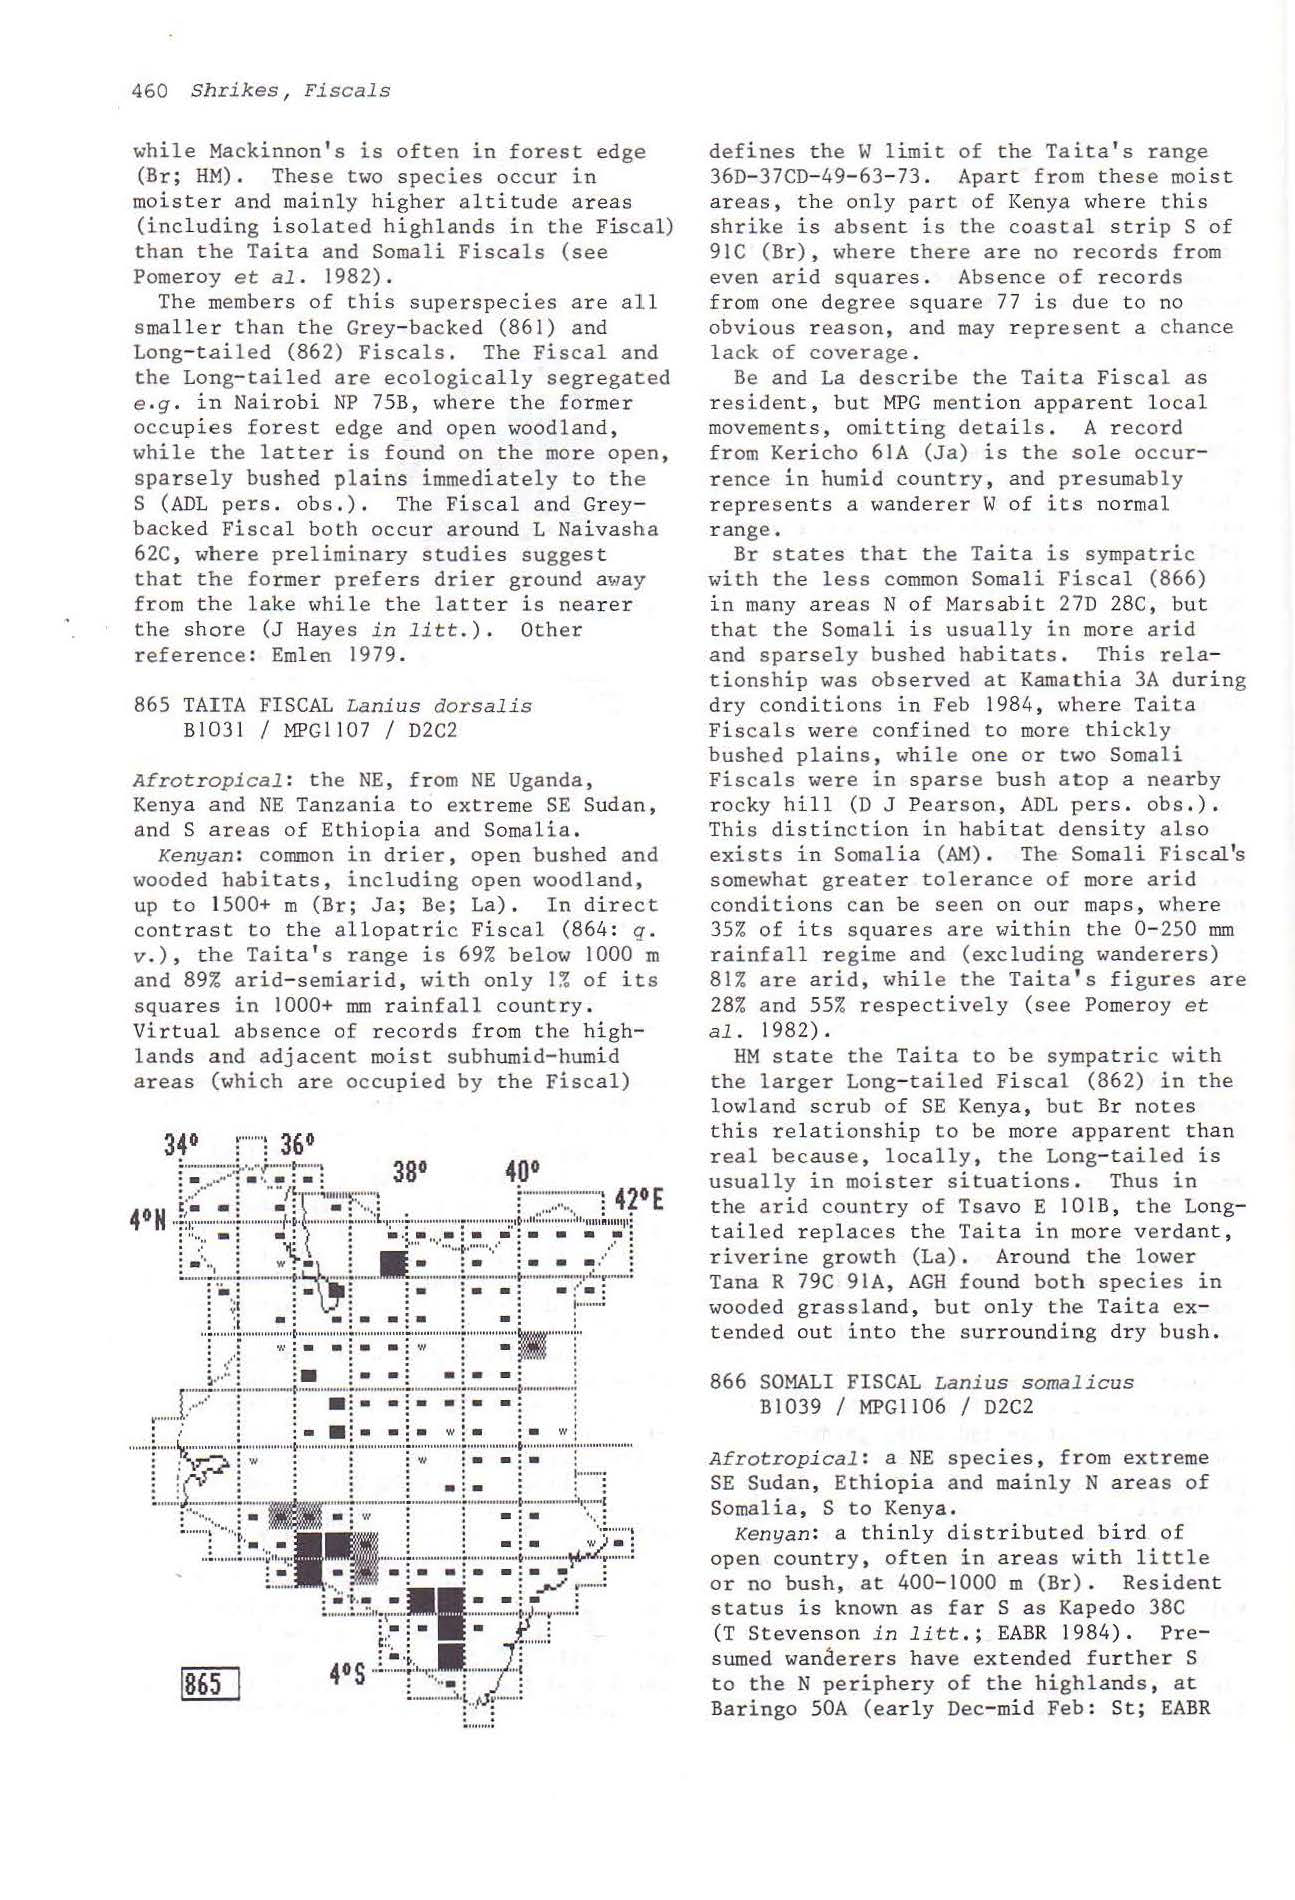 460 Shrikes, Fiscals
while Mackinnon's is often in forest edge
(Br; HM). These two species occur in
moister and mainly higher altitude areas
(including isolated highlands in the Fiscal)
than the Taita and Somali Fiscals (see
Pomeroy et al. 1982).
The members of this superspecies are all
smaller than the Grey-backed (861) and
Long-tailed (862) Fiscals. The Fiscal and
the Long-tailed are ecologically segregated
e.g. in Nairobi NP 75B, where the former
occupies forest edge and open woodland,
while the latter is found on the more open,
sparsely bushed plains immediately to the
S (ADL pers. obs.). The Fiscal and Grey-
backed Fiscal both occur around L Naivasha
62C, where preliminary studies suggest
that the former prefers drier ground away
from the lake while the latter is nearer
the shore (J Hayes in litt.). Other
reference: Emlen 1979.
865 TAITA FISCAL Lanius dorsalis
B1031 / MPG1107 / D2C2
Afrotropical: the NE, from NE Uganda,
Kenya and NE Tanzania to extreme SE Sudan,
and S areas of Ethiopia and Somalia.
Kenyan: common in drier, open bushed and
wooded habitats, including open woodland,
up to 1500+ m (Br; Ja; Be; La). In direct
contrast to the allopatric Fiscal (864: q.
v.), the Taita's range is 69% below 1000 m
and 89% arid-semiarid, with only 1% of its
squares in 1000+ mm rainfall country.
Virtual absence of records from the high-
lands and adjacent moist subhumid-humid
areas (which are occupied by the Fiscal)
34° 36°
38° 40°
42°E
4°N
4°S
865
defines the W limit of the Taita's range
36D-37CD-49-63-73. Apart from these moist
areas, the only part of Kenya where this
shrike is absent is the coastal strip S of
91C (Br), where there are no records from
even arid squares. Absence of records
from one degree square 77 is due to no
obvious reason, and may represent a chance
lack of coverage.
Be and La describe the Taita Fiscal as
resident, but MPG mention apparent local
movements, omitting details. A record
from Kericho 61A (Ja) is the sole occur-
rence in humid country, and presumably
represents a wanderer W of its normal
range.
Br states that the Taita is sympatric
with the less common Somali Fiscal (866)
in many areas N of Marsabit 27D 28C, but
that the Somali is usually in more arid
and sparsely bushed habitats. This rela-
tionship was observed at Kamathia 3A during
dry conditions in Feb 1984, where Taita
Fiscals were confined to more thickly
bushed plains, while one or two Somali
Fiscals were in sparse bush atop a nearby
rocky hill (D J Pearson, ADL pers. obs.).
This distinction in habitat density also
exists in Somalia (AM). The Somali Fiscal's
somewhat greater tolerance of more arid
conditions can be seen on our maps, where
35% of its squares are within the 0-250 mm
rainfall regime and (excluding wanderers)
81% are arid, while the Taita's figures are
28% and 55% respectively (see Pomeroy et
al. 1982).
HM state the Taita to be sympatric with
the larger Long-tailed Fiscal (862) in the
lowland scrub of SE Kenya, but Br notes
this relationship to be more apparent than
real because, locally, the Long-tailed is
usually in moister situations. Thus in
the arid country of Tsavo E 101B, the Long-
tailed replaces the Taita in more verdant,
riverine growth (La). Around the lower
Tana R 79C 91A, AGH found both species in
wooded grassland, but only the Taita ex-
tended out into the surrounding dry bush.
866 SOMALI FISCAL Lanius somalicus
B1039 / MPG1106 / D2C2
Afrotropical: a NE species, from extreme
SE Sudan, Ethiopia and mainly N areas of
Somalia, S to Kenya.
Kenyan: a thinly distributed bird of
open country, often in areas with little
or no bush, at 400-1000 m (Br). Resident
status is known as far S as Kapedo 38C
(T Stevenson in litt.; EABR 1984). Pre-
sumed wanderers have extended further S
to the N periphery of the highlands, at
Baringo 50A (early Dec-mid Feb: St; EABR